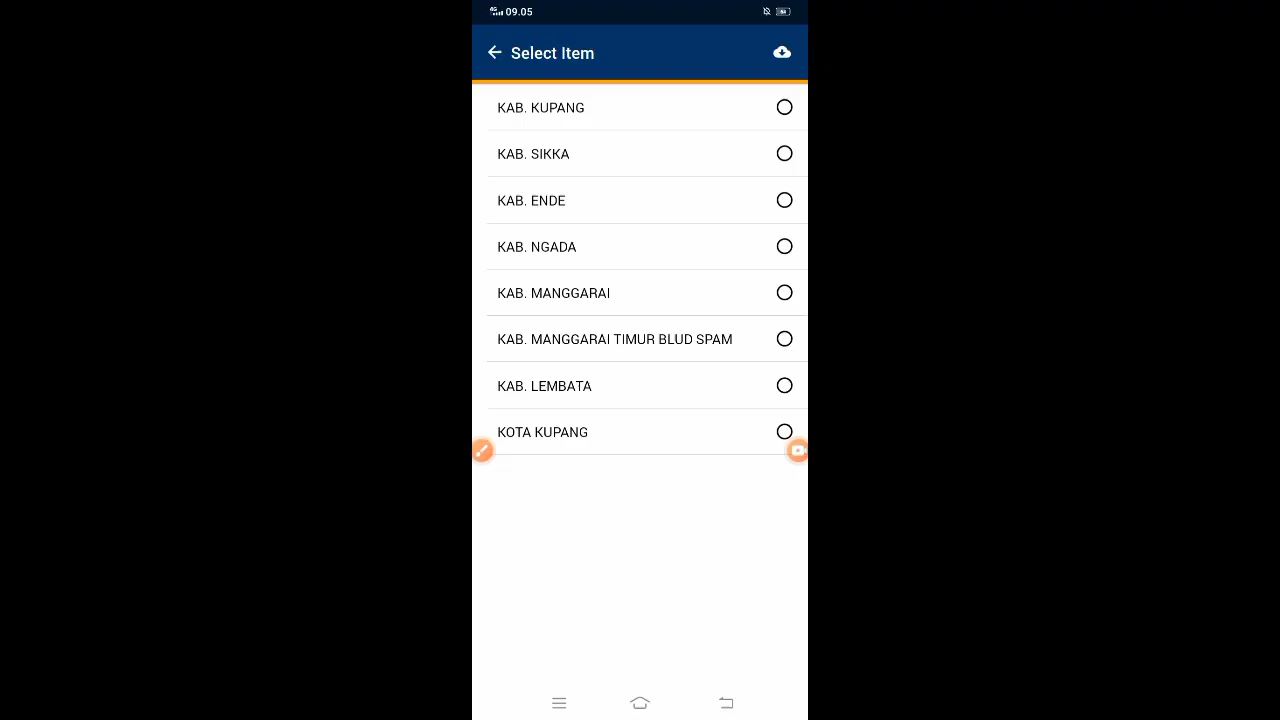 4G 09.05
Select Item
KAB. KUPANG
KAB. SIKKA
KAB. ENDE
KAB. NGADA
KAB. MANGGARAI
KAB. MANGGARAI TIMUR BLUD SPAM
KAB. LEMBATA
KOTA KUPANG